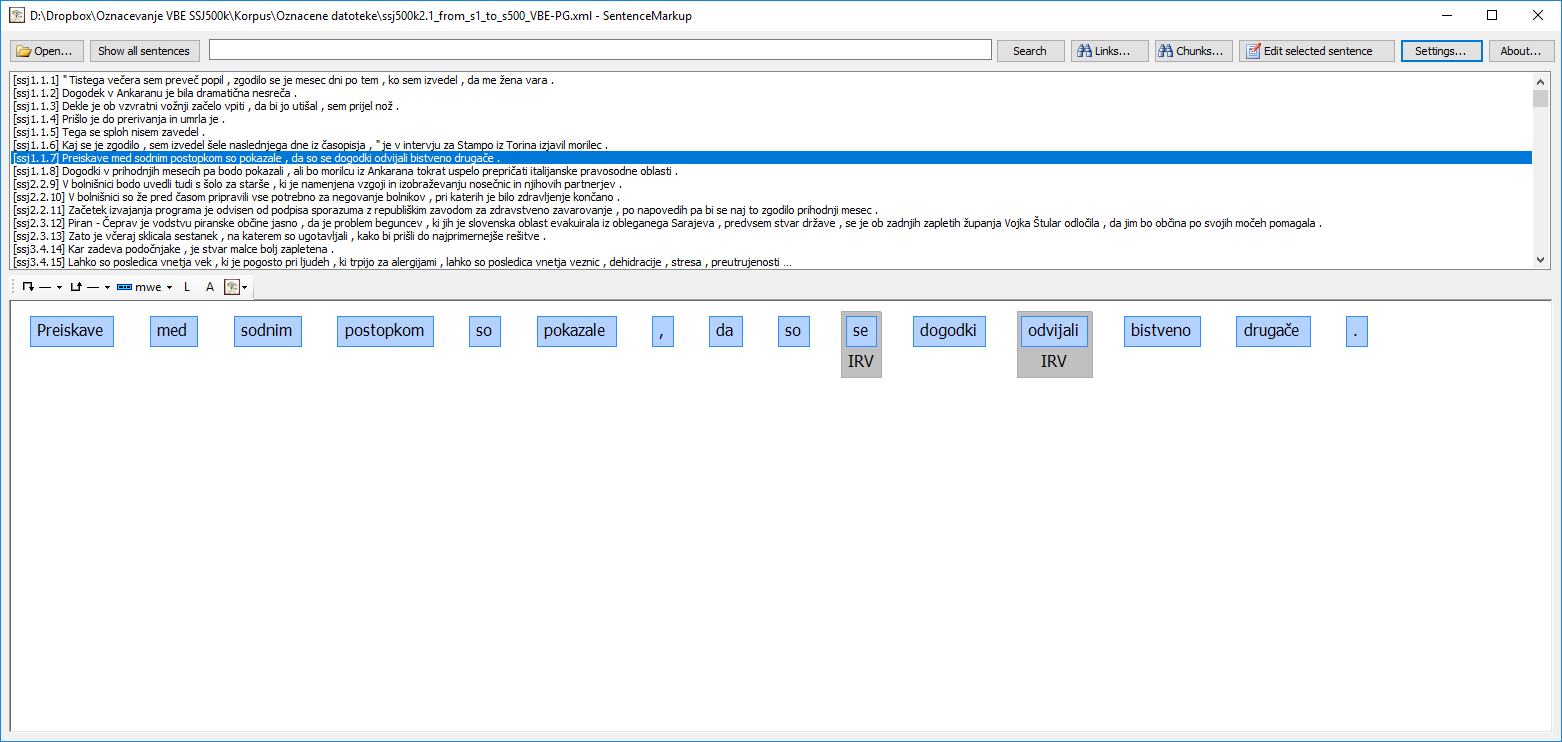 D:\Dropbox\Oznacevanje VBE SSJ500k\Korpus\Oznacene datoteke\ssj500k2.1_from_s1_to_s500_VBE-PG.xml - SentenceMarkup
Open... Show all sentences Search Links... Chunks... Edit selected sentence Settings... About...
[ssj1.1.1] " Tistega večera sem preveč popil , zgodilo se je mesec dni po tem , ko sem izvedel , da me žena vara .
[ssj1.1.2] Dogodek v Ankaranu je bila dramatična nesreča .
[ssj1.1.3] Dekle je ob vzvratni vožnji začelo vpiti , da bi jo utišal , sem prijel nož .
[ssj1.1.4] Prišlo je do prerivanja in umrla je .
[ssj1.1.5] Tega se sploh nisem zavedel .
[ssj1.1.6] Kaj se je zgodilo , sem izvedel šele naslednjega dne iz časopisja , " je v intervju za Stampo iz Torina izjavil morilec .
[ssj1.1.7] Preiskave med sodnim postopkom so pokazale , da so se dogodki odvijali bistveno drugače .
[ssj1.1.8] Dogodki v prihodnjih mesecih pa bodo pokazali , ali bo morilcu iz Ankarana tokrat uspelo prepričati italijanske pravosodne oblasti .
[ssj2.2.9] V bolnišnici bodo uvedli tudi s šolo za starše , ki je namenjena vzgoji in izobraževanju nosečnic in njihovih partnerjev .
[ssj2.2.10] V bolnišnici so že pred časom pripravili vse potrebno za negovanje bolnikov , pri katerih je bilo zdravljenje končano .
[ssj2.2.11] Začetek izvajanja programa je odvisen od podpisa sporazuma z republiškim zavodom za zdravstveno zavarovanje , po napovedih pa bi se naj to zgodilo prihodnji mesec .
[ssj2.3.12] Piran - Čeprav je vodstvu piranske občine jasno , da je problem beguncev , ki jih je slovenska oblast evakuirala iz obleganega Sarajeva , predvsem stvar države , se je ob zadnjih zapletih županja Vojka Štular odločila , da jim bo občina po svojih močeh pomagala .
[ssj2.3.13] Zato je včeraj sklicala sestanek , na katerem so ugotavljali , kako bi prišli do najprimernejše rešitve .
[ssj3.4.14] Kar zadeva podočnjake , je stvar malce bolj zapletena .
[ssj3.4.15] Lahko so posledica vnetja vek , ki je pogosto pri ljudeh , ki trpijo za alergijami , lahko so posledica vnetja veznic , dehidracije , stresa , preutrujenosti ...
mwe L A
Preiskave med sodnim postopkom so pokazale , da so se dogodki odvijali bistveno drugače .
IRV IRV